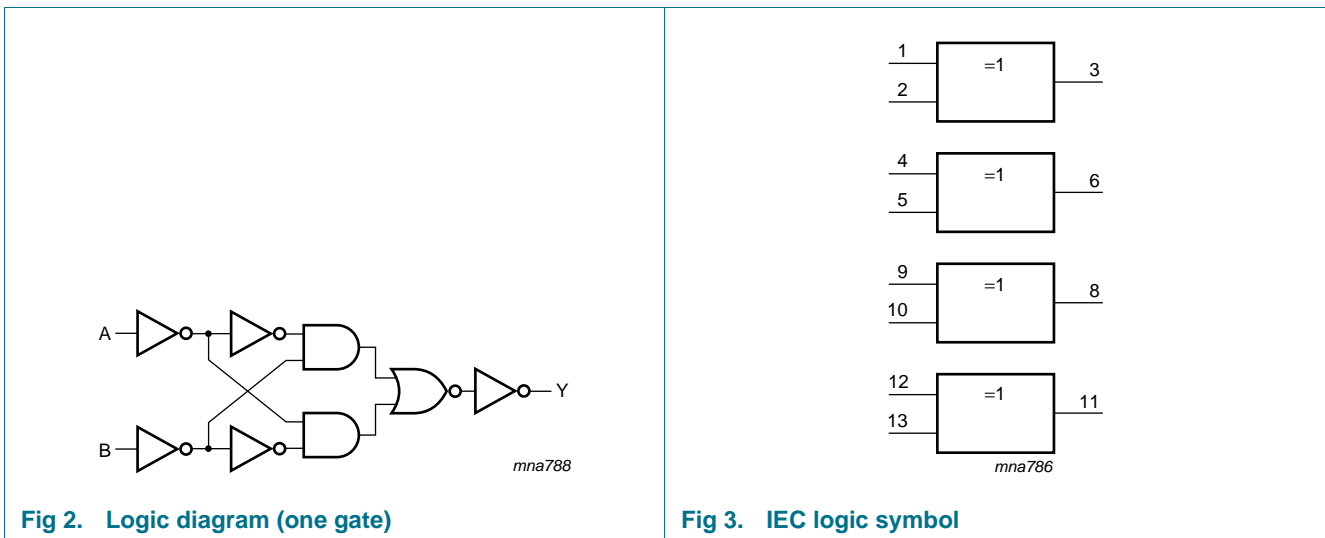 A
B
Y
mna788
Fig 2. Logic diagram (one gate)
1
2
=1
3
4
5
=1
6
9
10
=1
8
12
13
=1
11
mna786
Fig 3. IEC logic symbol